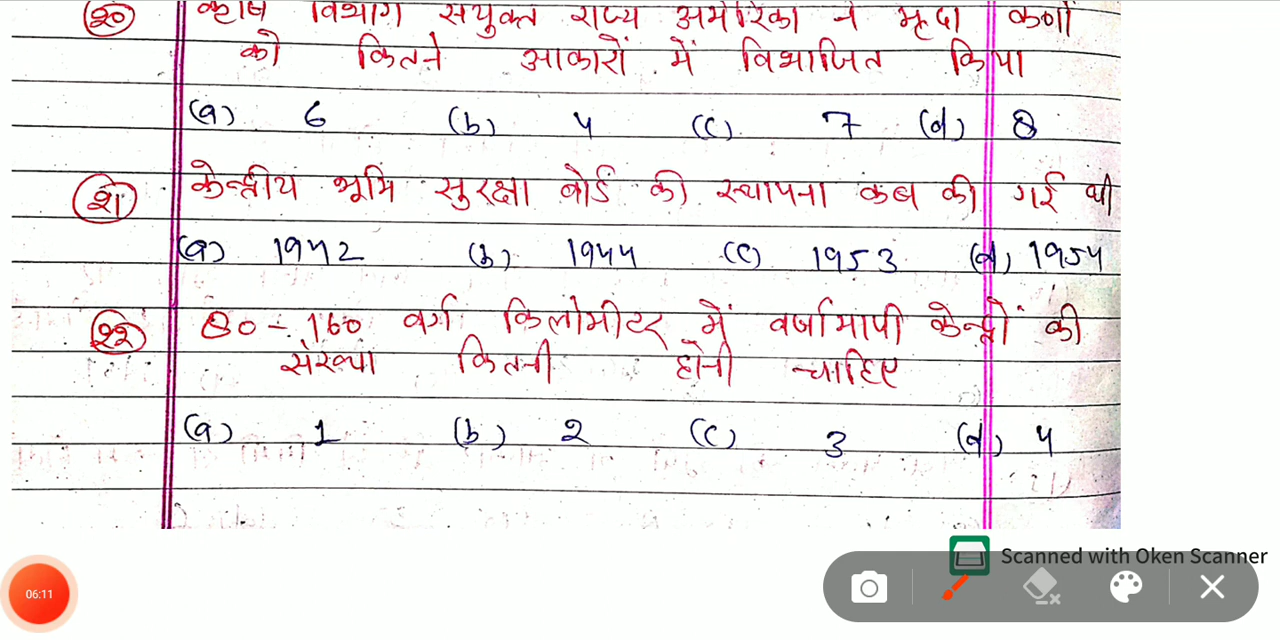 २० कृषि विभाग संयुक्त राज्य अमेरिका ने मृदा कणों
को कितने आकारों में विभाजित किया
(a) 6 (b) 4 (c) 7 (d) 8
२१ केन्द्रीय भूमि सुरक्षा बोर्ड की स्थापना कब की गई थी
(a) 1942 (b) 1944 (c) 1953 (d) 1954
२२ 80-160 वर्ग किलोमीटर में वर्जामापी केन्द्रों की
संख्या कितनी होनी चाहिए
(a) 1 (b) 2 (c) 3 (d) 4
Scanned with Oken Scanner
06:11